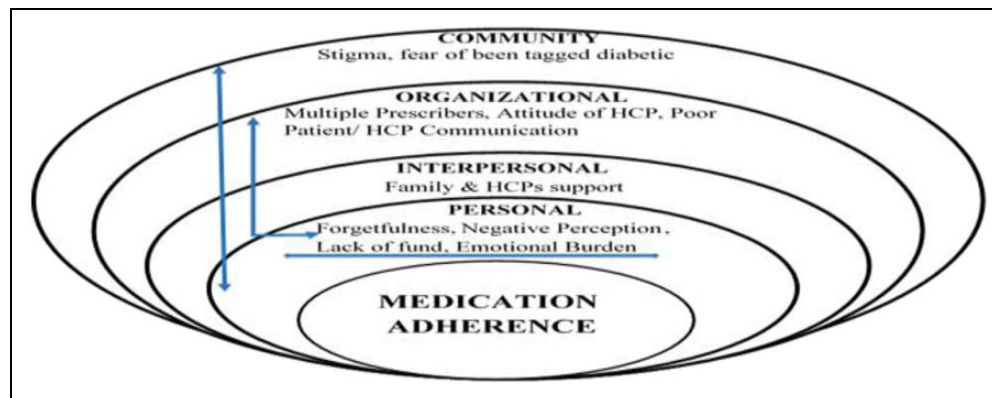 COMMUNITY
Stigma, fear of been tagged diabetic
ORGANIZATIONAL
Multiple Prescribers, Attitude of HCP, Poor
Patient/ HCP Communication
INTERPERSONAL
Family & HCPs support
PERSONAL
Forgetfulness, Negative Perception,
Lack of fund, Emotional Burden
MEDICATION
ADHERENCE